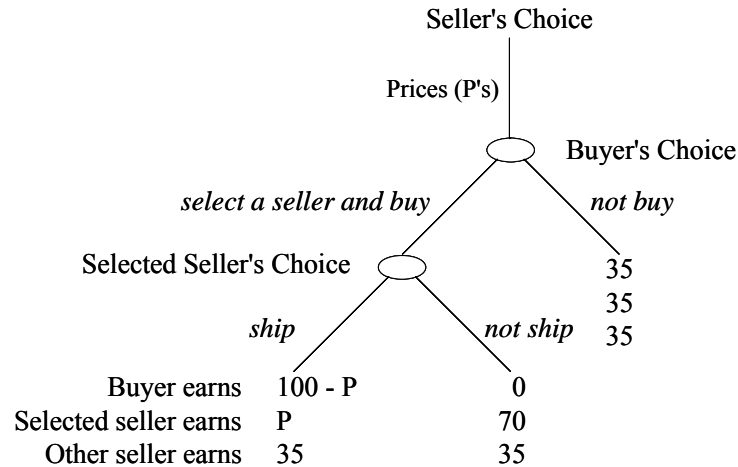 Seller's Choice
Prices (P's)
Buyer's Choice
select a seller and buy
not buy
Selected Seller's Choice
35
35
35
ship
not ship
Buyer earns 100 - P 0
Selected seller earns P 70
Other seller earns 35 35